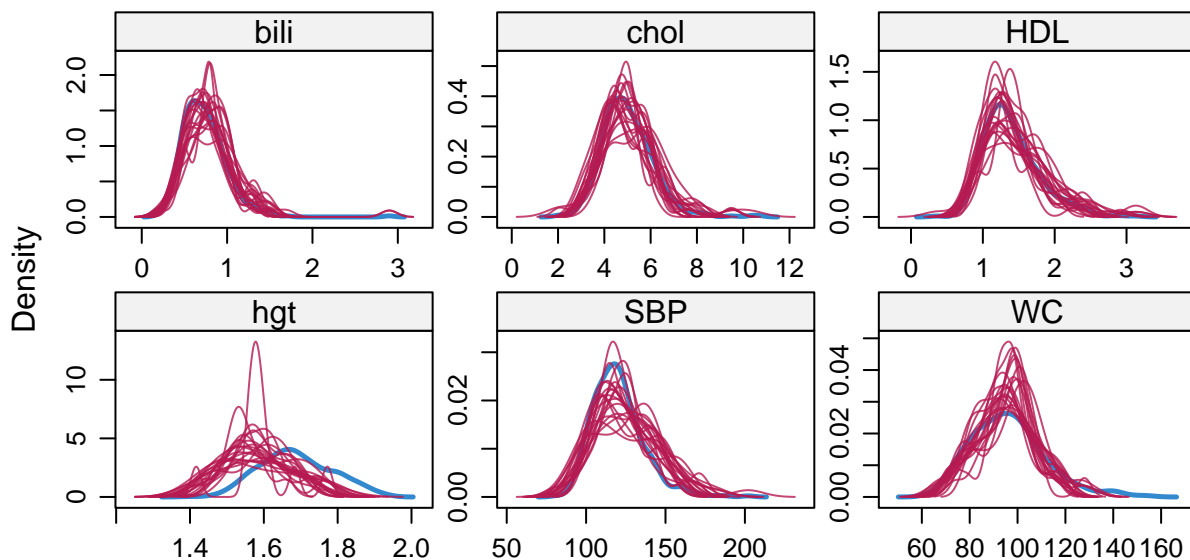 bili
chol
HDL
0.0 1.0 2.0
0.0 0.2 0.4
0.0 0.5 1.0 1.5
0 1 2 3
0 2 4 6 8 10 12
0 1 2 3
Density
hgt
SBP
WC
0 5 10
0.00 0.02
0.00 0.02 0.04
1.4 1.6 1.8 2.0
50 100 150 200
60 80 100 120 140 160